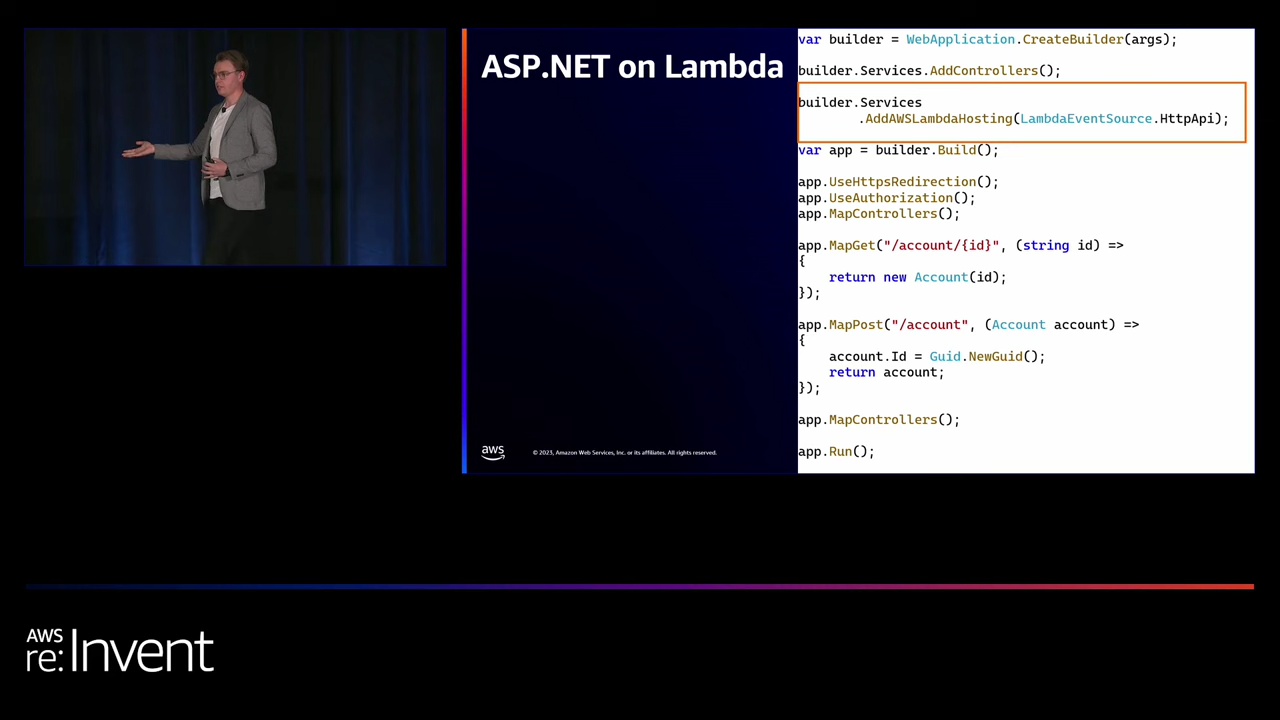 ASP.NET on Lambda
var builder = WebApplication.CreateBuilder(args);
builder.Services.AddControllers();
builder.Services
        .AddAWSLambdaHosting(LambdaEventSource.HttpApi);
var app = builder.Build();
app.UseHttpsRedirection();
app.UseAuthorization();
app.MapControllers();
app.MapGet("/account/{id}", (string id) =>
{
    return new Account(id);
});
app.MapPost("/account", (Account account) =>
{
    account.Id = Guid.NewGuid();
    return account;
});
app.MapControllers();
app.Run();
aws
© 2023, Amazon Web Services, Inc. or its affiliates. All rights reserved.
AWS
re:Invent